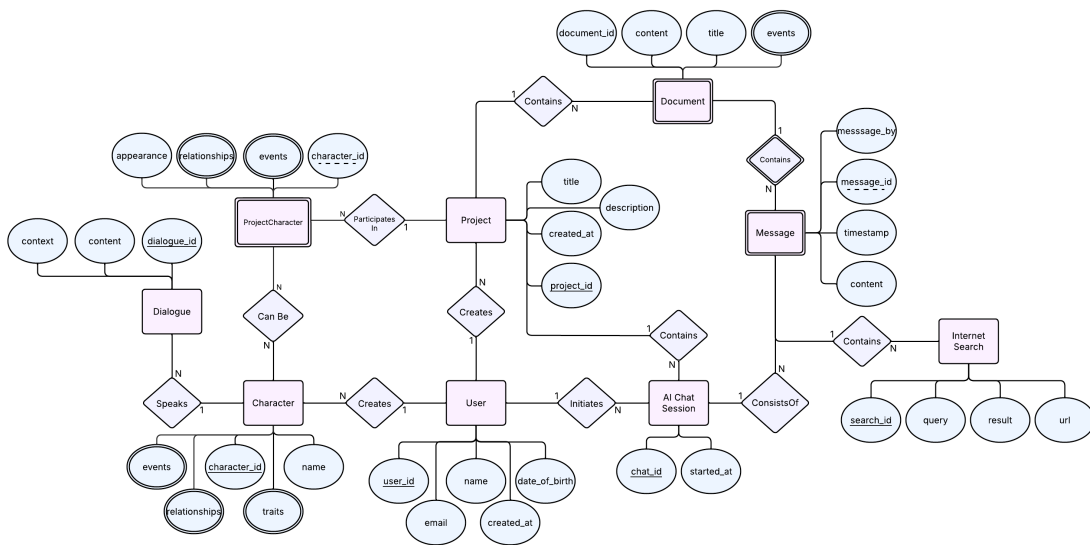 document_id
content
title
events
1
Contains
N
Document
1
Contains
N
messsage_by
message_id
timestamp
content
Message
appearance
relationships
events
character_id
ProjectCharacter
N
Participates
In
1
Project
title
description
created_at
project_id
context
content
dialogue_id
Dialogue
N
Can Be
N
N
Creates
1
1
Contains
N
1
Contains
N
Internet
Search
search_id
query
result
url
N
Speaks
1
Character
N
Creates
1
User
1
Initiates
N
AI Chat
Session
1
ConsistsOf
N
events
relationships
character_id
traits
name
user_id
email
name
created_at
date_of_birth
chat_id
started_at